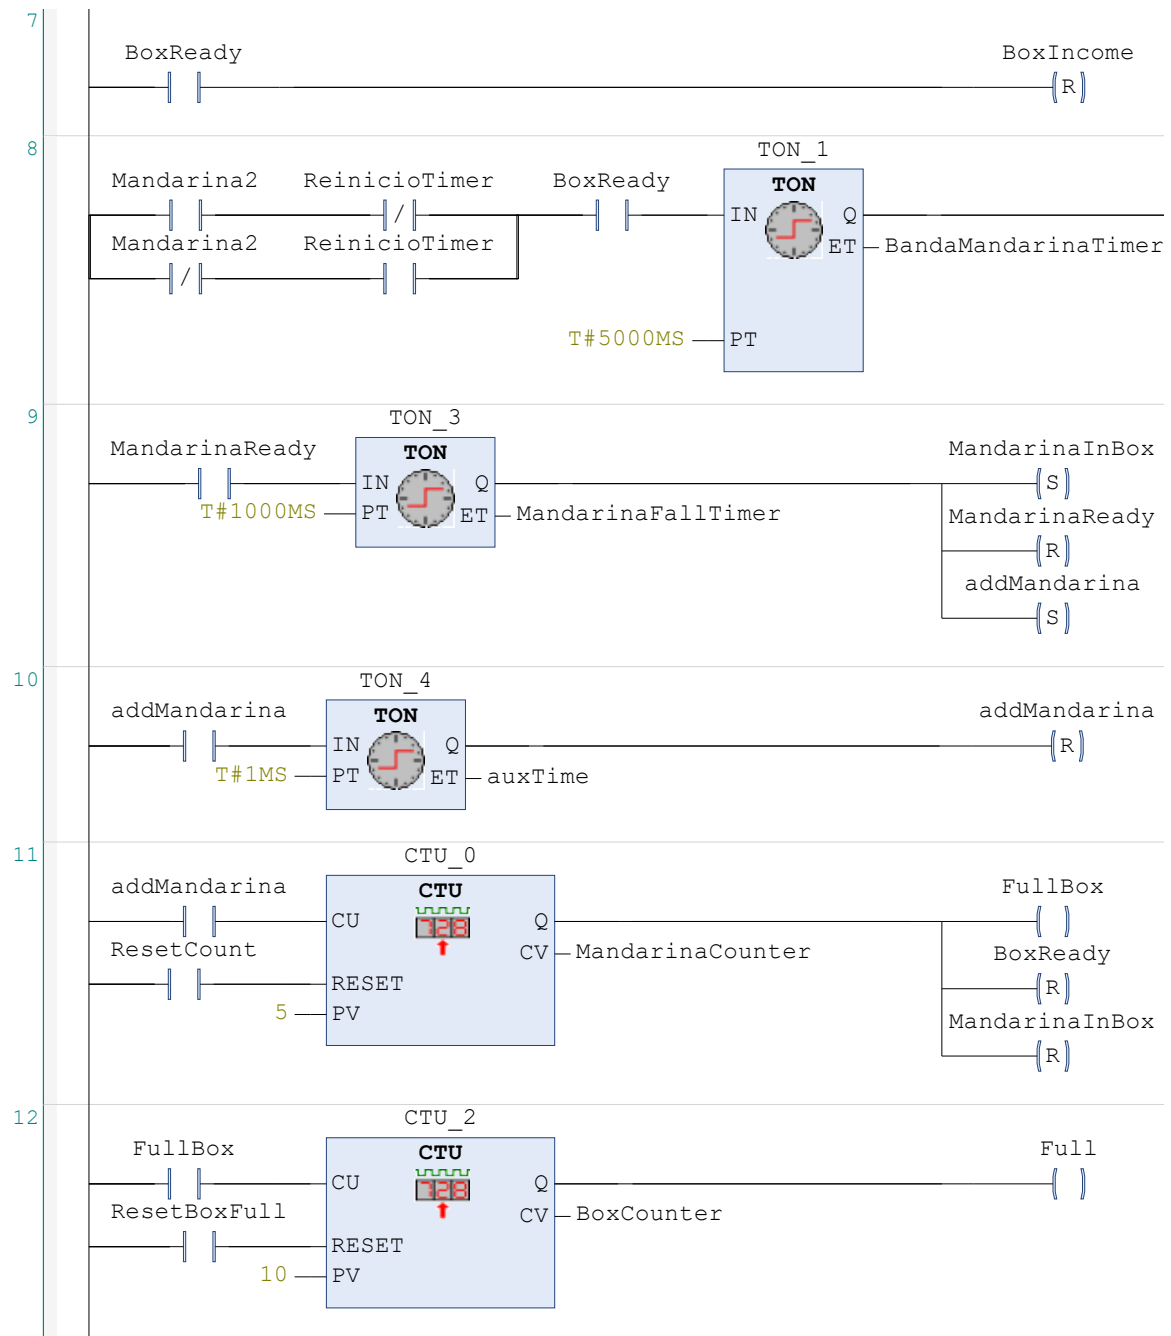 7
BoxReady BoxIncome
(R)
8
TON_1
Mandarina2 ReinicioTimer BoxReady TON
/ IN Q
Mandarina2 ReinicioTimer ET BandaMandarinaTimer
/
T#5000MS PT
9
TON_3
MandarinaReady TON MandarinaInBox
IN Q (S)
T#1000MS PT ET MandarinaFallTimer MandarinaReady
(R)
addMandarina
(S)
10
TON_4
addMandarina TON addMandarina
IN Q (R)
T#1MS PT ET auxTime
11
CTU_0
addMandarina CTU FullBox
CU 728 Q ( )
ResetCount CV MandarinaCounter BoxReady
RESET (R)
5 PV MandarinaInBox
(R)
12
CTU_2
FullBox CTU Full
CU 728 Q ( )
ResetBoxFull CV BoxCounter
RESET
10 PV